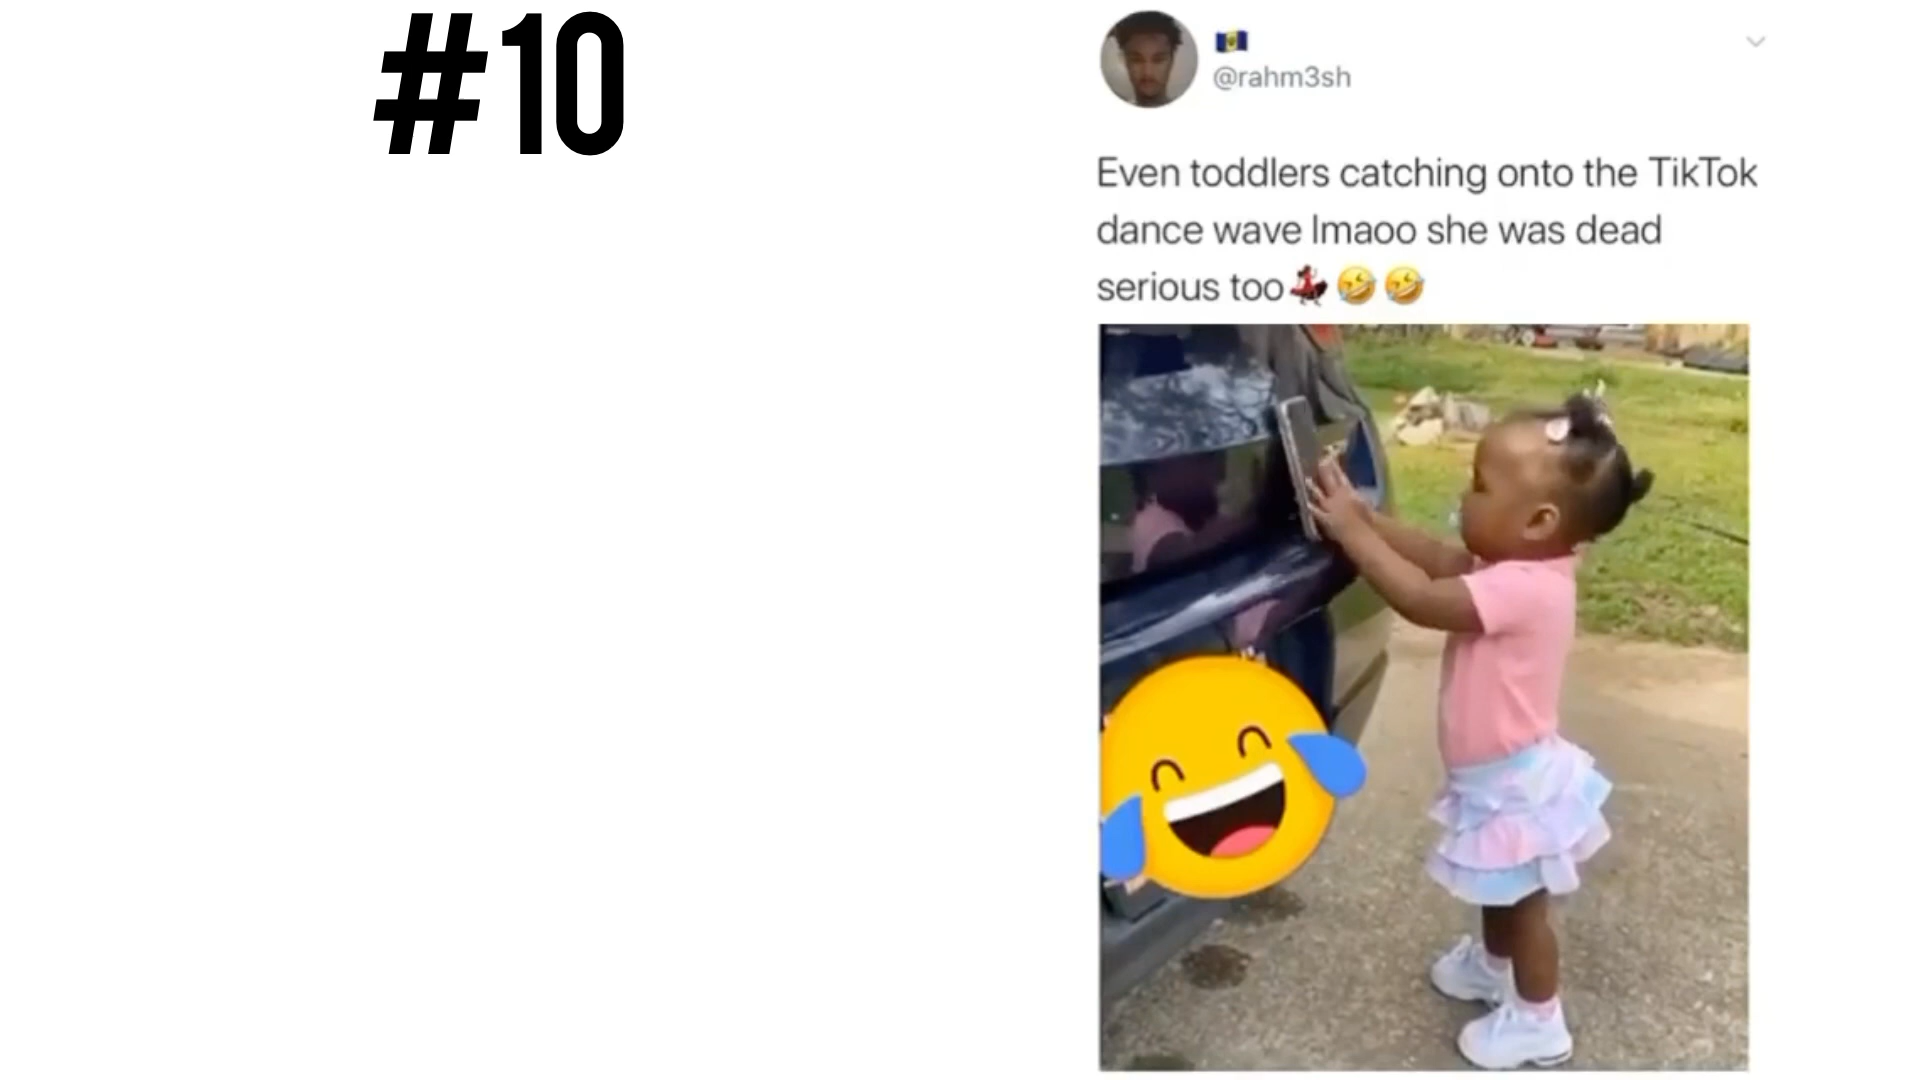 #10
@rahm3sh
Even toddlers catching onto the TikTok
dance wave lmaoo she was dead
serious too💃🤣🤣